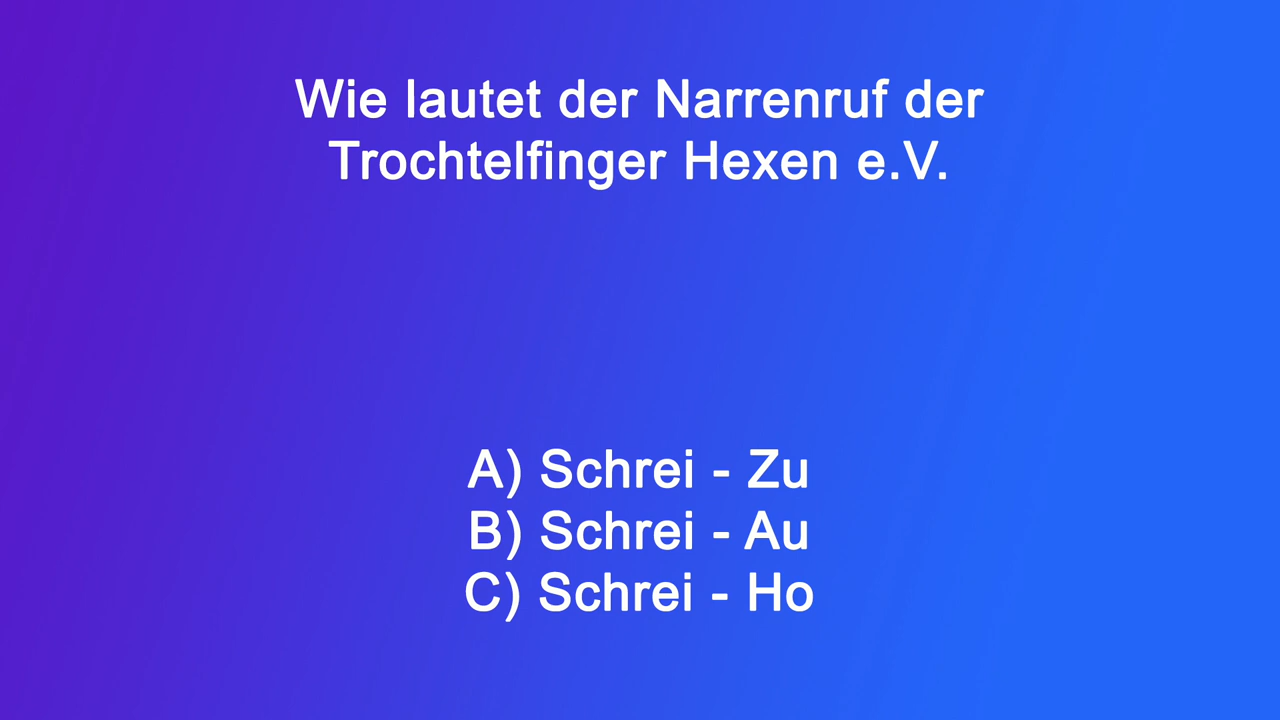 Wie lautet der Narrenruf der
Trochtelfinger Hexen e.V.
A) Schrei - Zu
B) Schrei - Au
C) Schrei - Ho